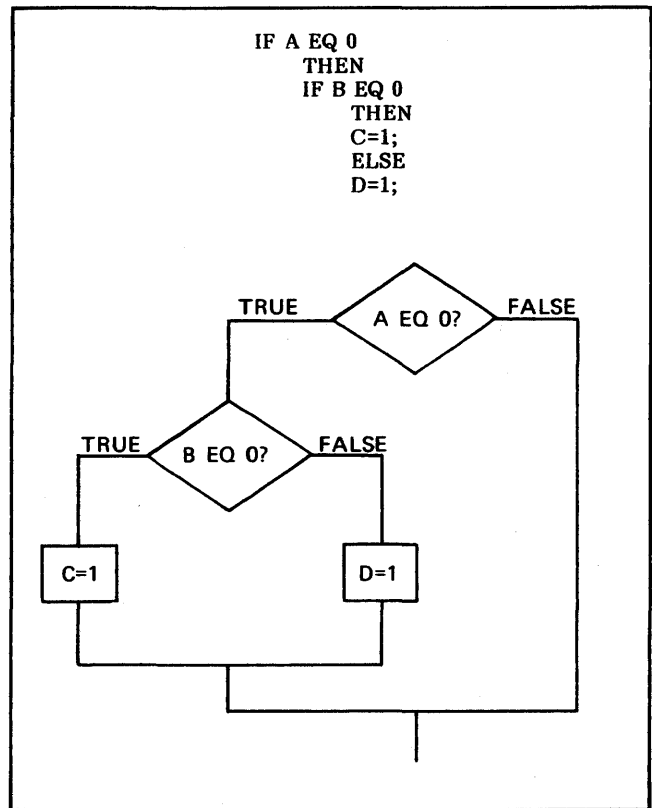 IF A EQ 0
THEN
IF B EQ 0
THEN
C=1;
ELSE
D=1;
TRUE
A EQ 0?
FALSE
TRUE
B EQ 0?
FALSE
C=1
D=1